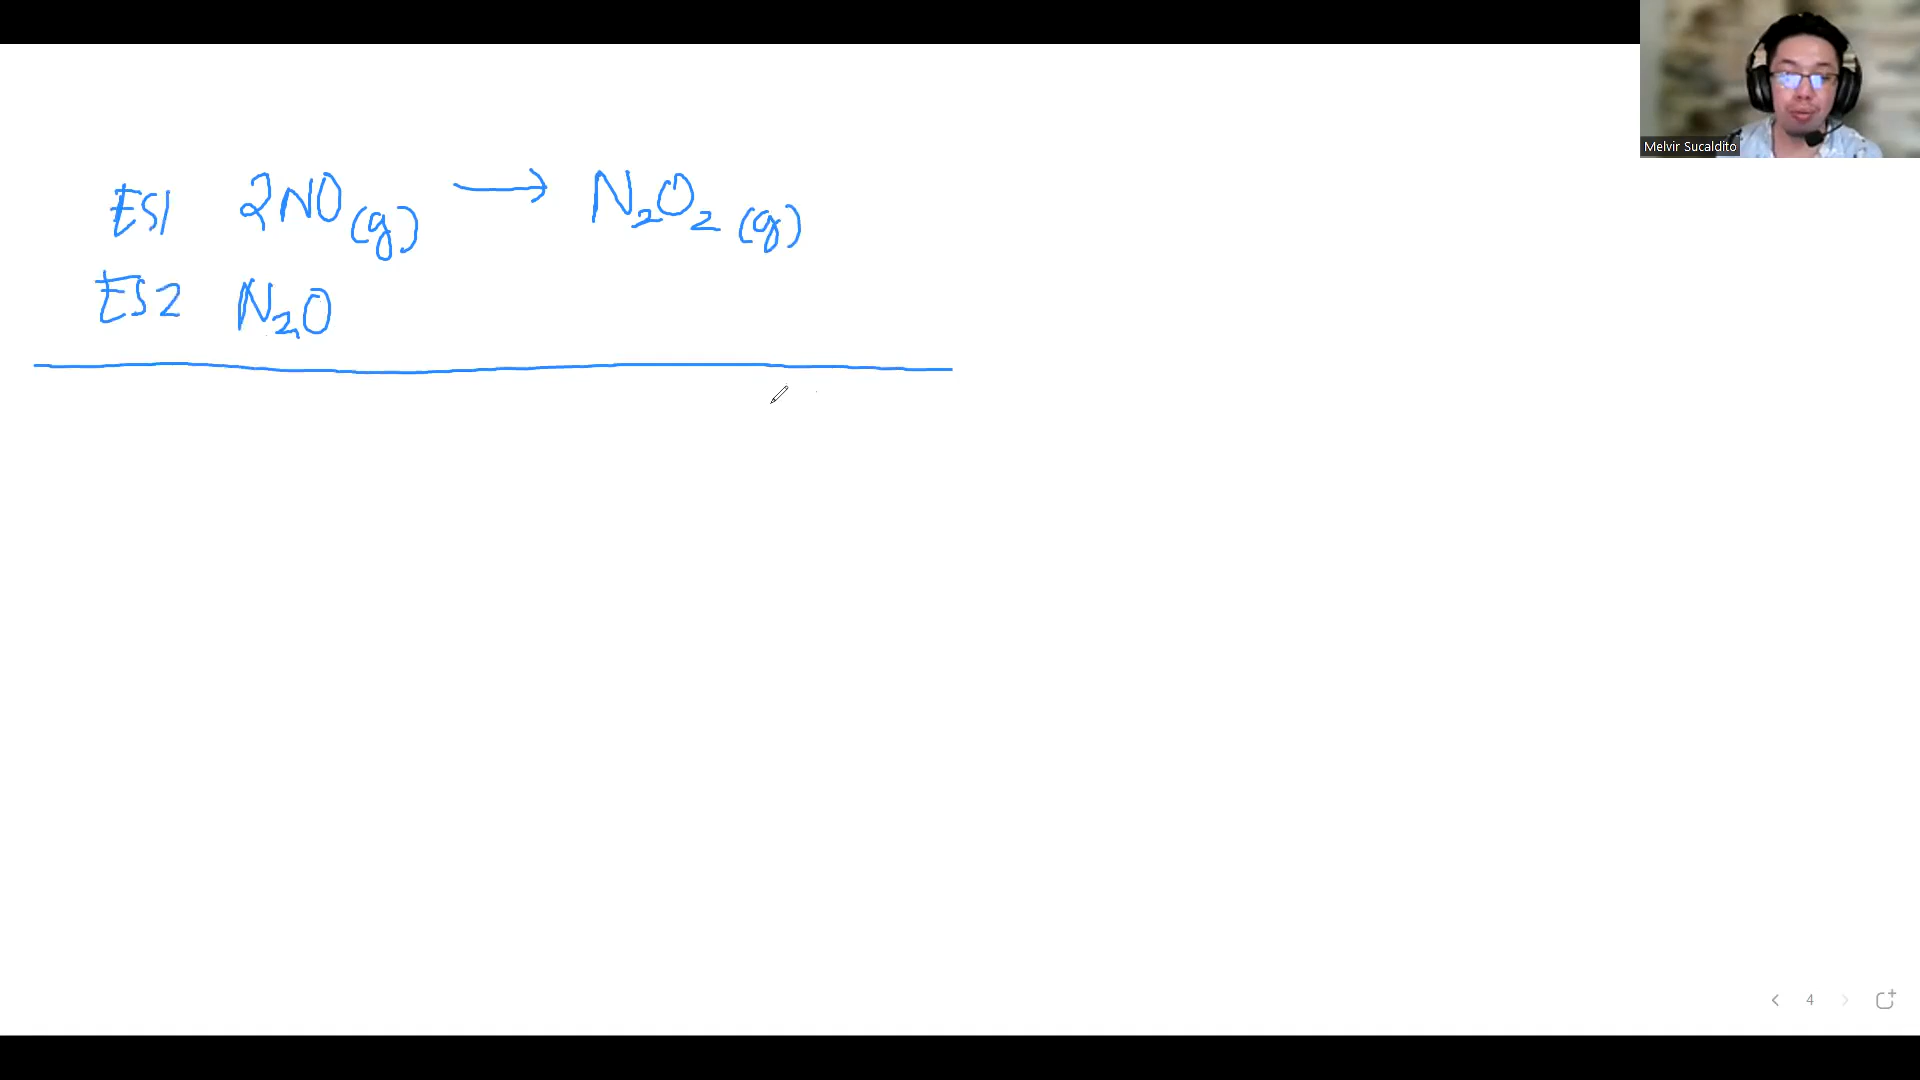 Melvir Sucaldito
ES1 2NO(g) → N₂O₂(g)
ES2 N₂O
4